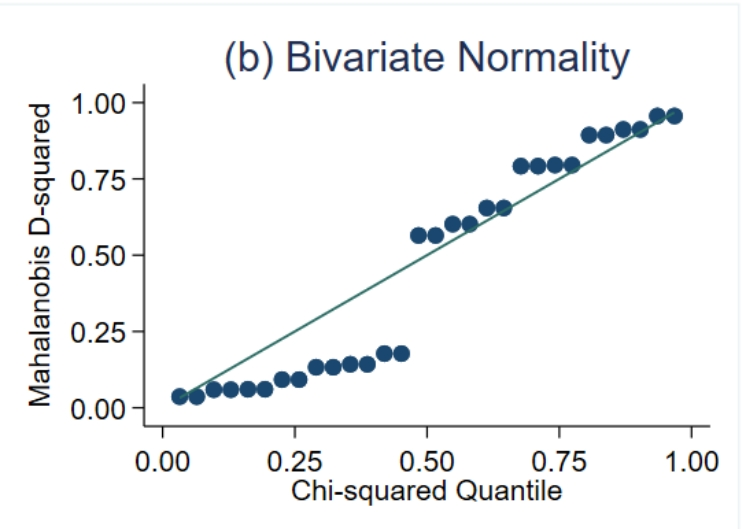 (b) Bivariate Normality
Mahalanobis D-squared
1.00
0.75
0.50
0.25
0.00
0.00 0.25 0.50 0.75 1.00
Chi-squared Quantile